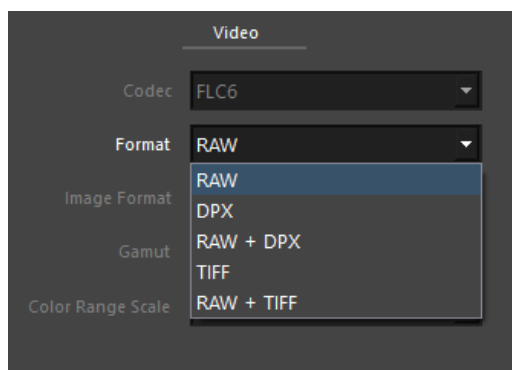 Video
Codec FLC6
Format RAW
RAW
Image Format
DPX
Gamut
RAW + DPX
TIFF
Color Range Scale
RAW + TIFF